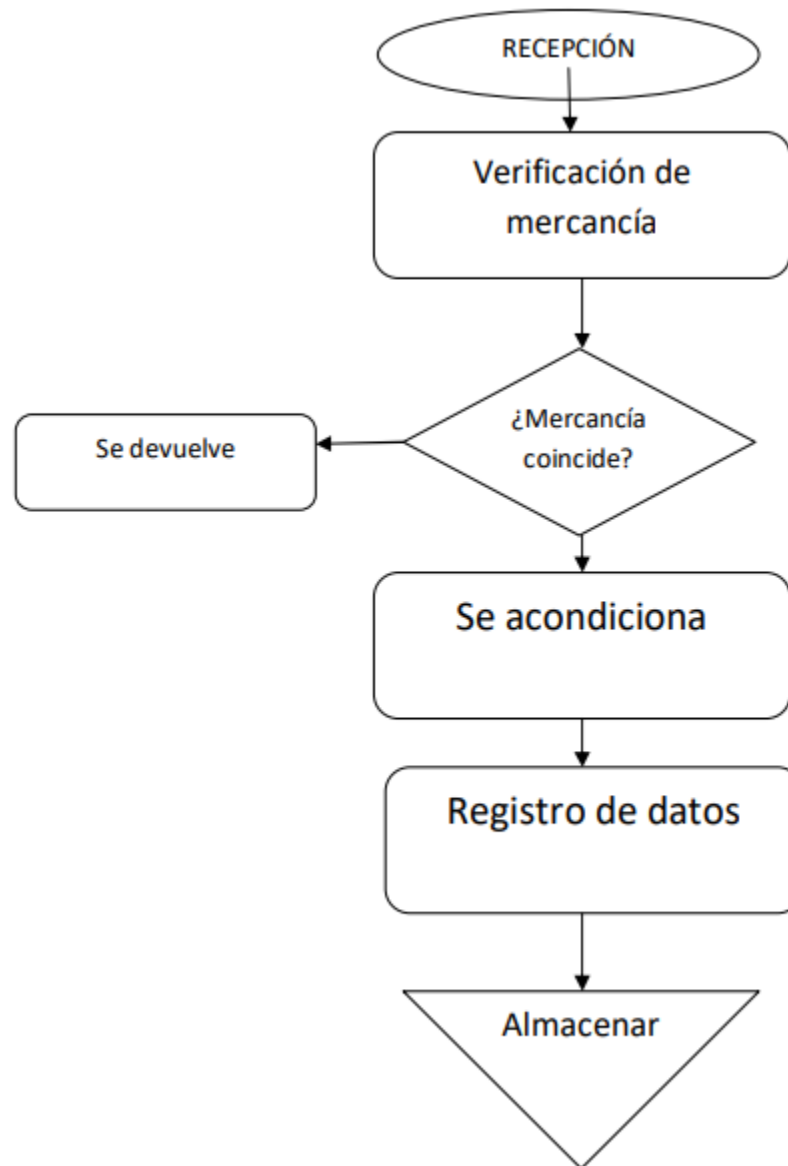 RECEPCIÓN
Verificación de
mercancía
¿Mercancía
coincide?
Se devuelve
Se acondiciona
Registro de datos
Almacenar